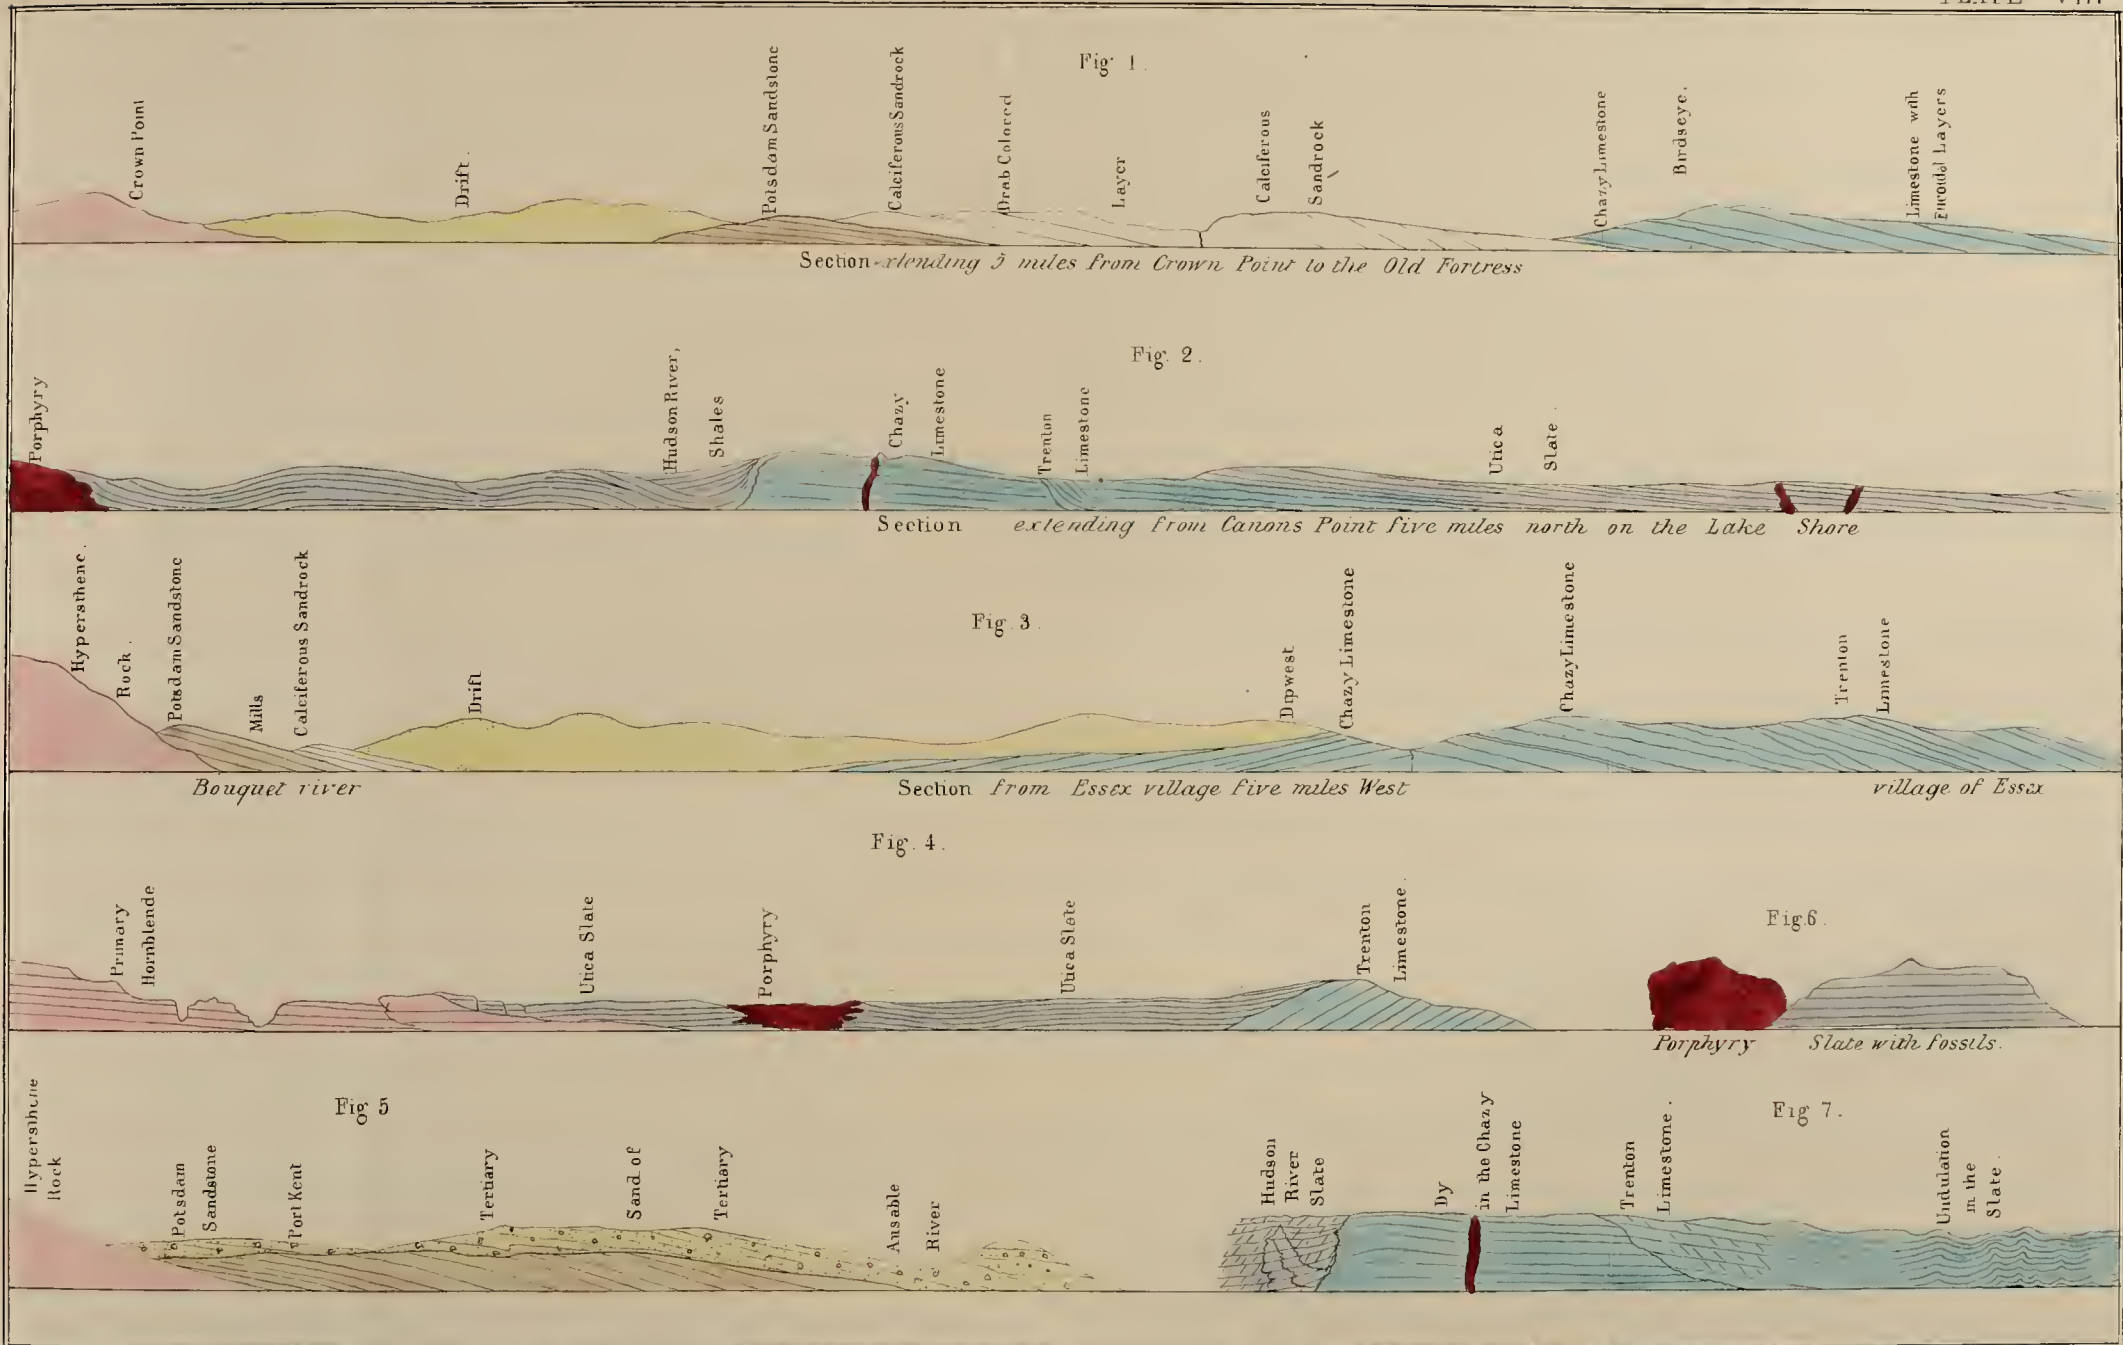 PLATE VIII
Fig. 1.
Crown Point
Drift.
Potsdam Sandstone
Calciferous Sandrock
Drab Colored
Layer
Calciferous
Sandrock
Chazy Limestone
Birdseye.
Limestone with
Fucoidal Layers
Section extending 5 miles from Crown Point to the Old Fortress
Fig. 2.
Porphyry
Hudson River,
Shales
Chazy
Limestone
Trenton
Limestone
Utica
Slate.
Section extending from Canons Point five miles north on the Lake Shore
Fig. 3.
Hypersthene.
Rock.
Potsdam Sandstone
Mills
Calciferous Sandrock
Drift
Dip west
Chazy Limestone
Chazy Limestone
Trenton
Limestone
Bouquet river
Section from Essex village five miles West
village of Essex
Fig. 4.
Primary
Hornblende
Utica Slate
Porphyry
Utica Slate
Trenton
Limestone.
Fig. 6.
Porphyry
Slate with fossils.
Fig 5
Hypersthene
Rock
Potsdam
Sandstone
Port Kent
Tertiary
Sand of
Tertiary
Ausable
River
Fig 7.
Hudson
River
Slate
Dy
in the Chazy
Limestone
Trenton
Limestone.
Undulation
in the
Slate.